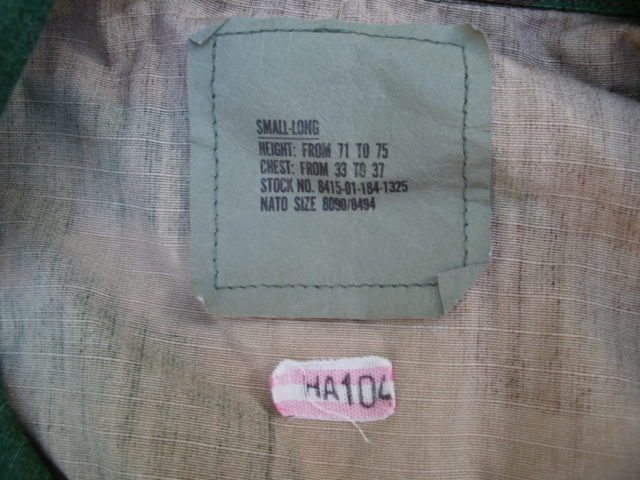 SMALL-LONG
HEIGHT: FROM 71 TO 75
CHEST: FROM 33 TO 37
STOCK NO. 8415-01-184-1325
NATO SIZE 8090/8494
HA104